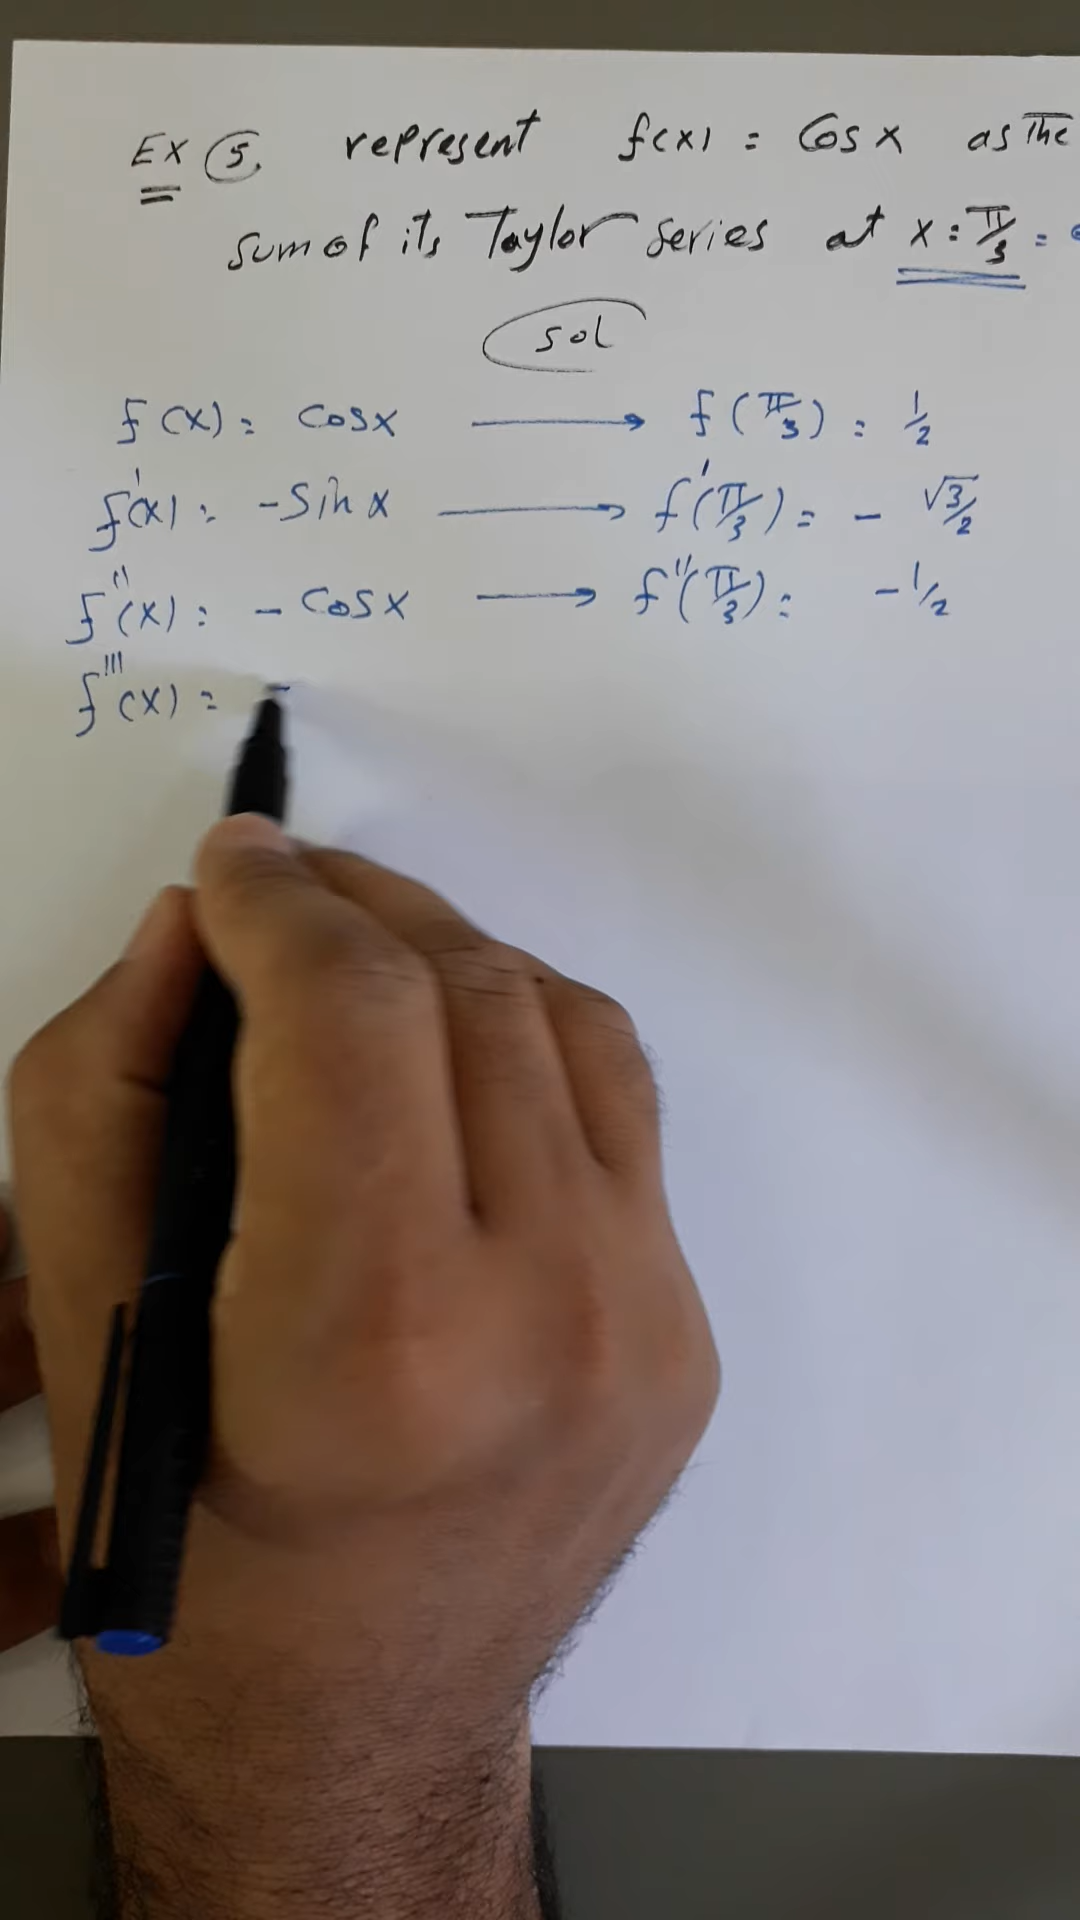 EX 5. represent f(x) = Cos x as The
sum of its Taylor series at x = π/3 =
sol
f(x) = cosx → f(π/3) = 1/2
f'(x) = -Sin x → f'(π/3) = - √3/2
f''(x) = - cosx → f''(π/3) = -1/2
f'''(x) =